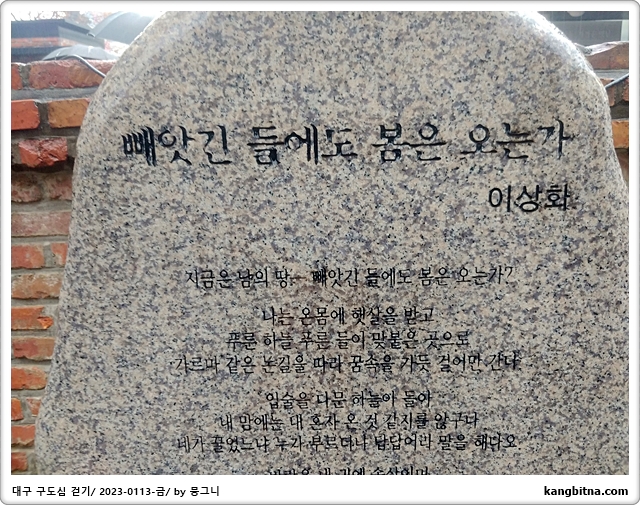 빼앗긴 들에도 봄은 오는가
이상화
지금은 남의 땅— 빼앗긴 들에도 봄은 오는가?
나는 온몸에 햇살을 받고
푸른 하늘 푸른 들이 맞붙은 곳으로
가르마 같은 논길을 따라 꿈속을 가듯 걸어만 간다
입술을 다문 하늘아 들아
내 맘에는 내 혼자 온 것 같지를 않구나
네가 끌었느냐 누가 부르더냐 답답워라 말을 해다오
대구 구도심 걷기/ 2023-0113-금/ by 몽그니
kangbitna.com